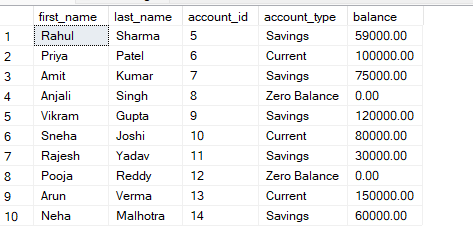 first_name last_name account_id account_type balance
1 Rahul Sharma 5 Savings 59000.00
2 Priya Patel 6 Current 100000.00
3 Amit Kumar 7 Savings 75000.00
4 Anjali Singh 8 Zero Balance 0.00
5 Vikram Gupta 9 Savings 120000.00
6 Sneha Joshi 10 Current 80000.00
7 Rajesh Yadav 11 Savings 30000.00
8 Pooja Reddy 12 Zero Balance 0.00
9 Arun Verma 13 Current 150000.00
10 Neha Malhotra 14 Savings 60000.00